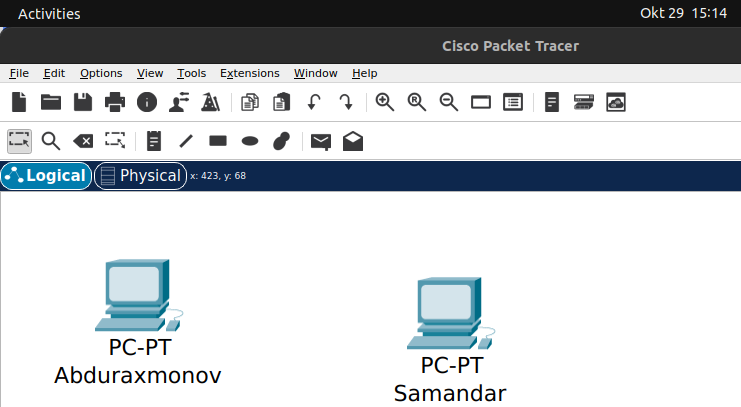 Activities
Okt 29 15:14
Cisco Packet Tracer
File Edit Options View Tools Extensions Window Help
Logical Physical x: 423, y: 68
PC-PT
Abduraxmonov
PC-PT
Samandar